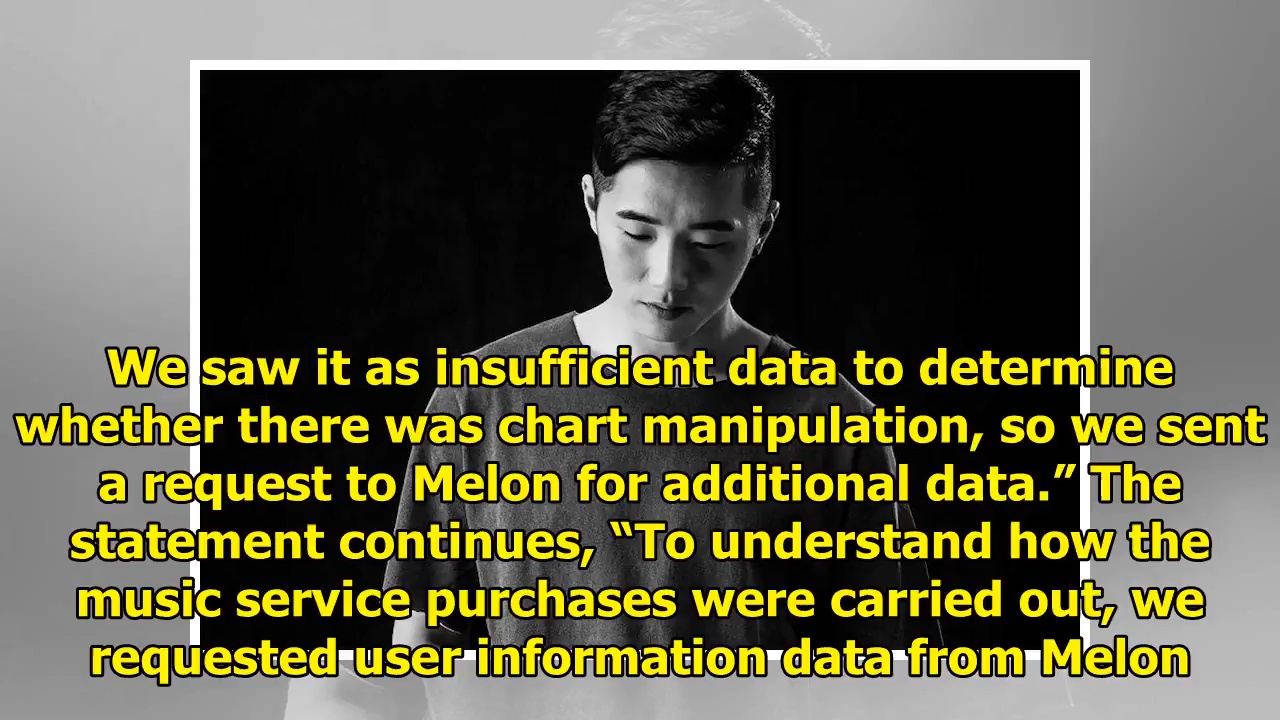 We saw it as insufficient data to determine
whether there was chart manipulation, so we sent
a request to Melon for additional data.” The
statement continues, “To understand how the
music service purchases were carried out, we
requested user information data from Melon